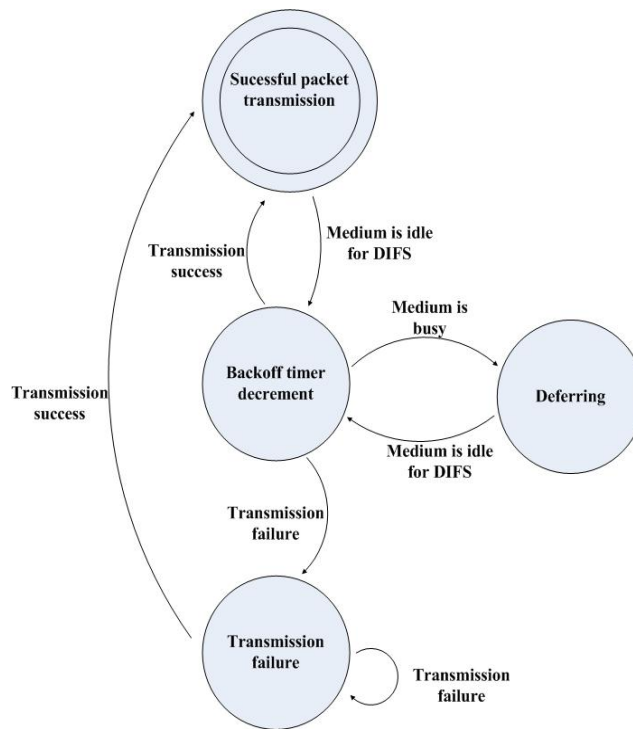 Sucessful packet
transmission
Transmission
success
Medium is idle
for DIFS
Medium is
busy
Backoff timer
decrement
Deferring
Transmission
success
Medium is idle
for DIFS
Transmission
failure
Transmission
failure
Transmission
failure